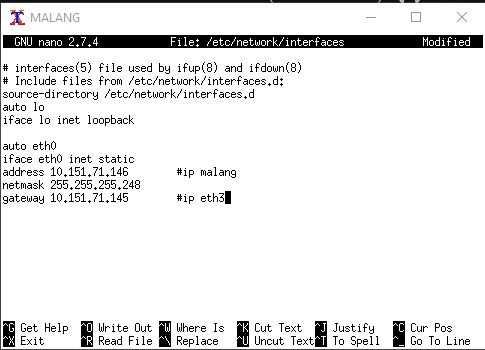 MALANG
GNU nano 2.7.4 File: /etc/network/interfaces Modified
# interfaces(5) file used by ifup(8) and ifdown(8)
# Include files from /etc/network/interfaces.d:
source-directory /etc/network/interfaces.d
auto lo
iface lo inet loopback
auto eth0
iface eth0 inet static
address 10.151.71.146 #ip malang
netmask 255.255.255.248
gateway 10.151.71.145 #ip eth3
^G Get Help ^O Write Out ^W Where Is ^K Cut Text ^J Justify ^C Cur Pos
^X Exit ^R Read File ^\ Replace ^U Uncut Text ^T To Spell ^_ Go To Line